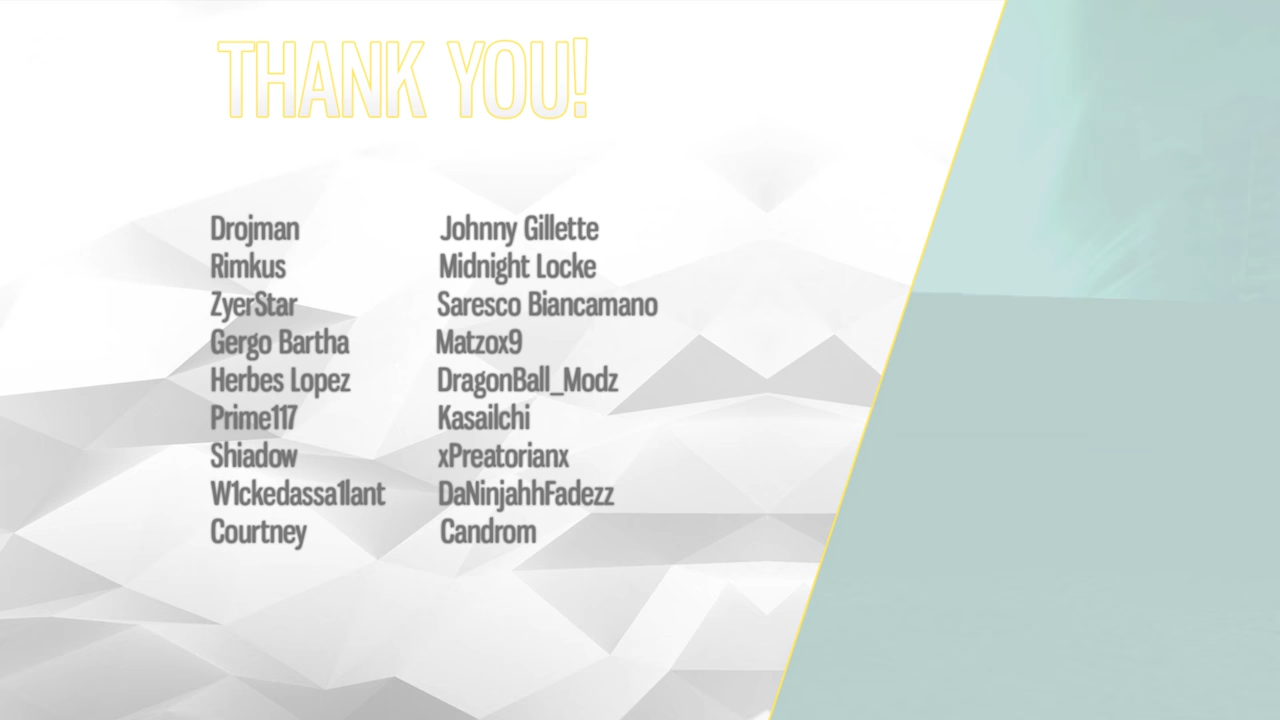 THANK YOU!
Drojman
Rimkus
ZyerStar
Gergo Bartha
Herbes Lopez
Prime117
Shiadow
W1ckedassa1lant
Courtney
Johnny Gillette
Midnight Locke
Saresco Biancamano
Matzox9
DragonBall_Modz
Kasailchi
xPreatorianx
DaNinjahhFadezz
Candrom